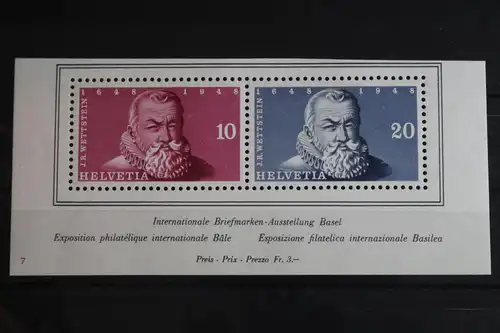 1648 1948
J.R. WETTSTEIN
10
HELVETIA
1648 1948
J.R. WETTSTEIN
20
HELVETIA
Internationale Briefmarken-Ausstellung Basel
Exposition philatélique internationale Bâle Esposizione filatelica internazionale Basilea
Preis · Prix · Prezzo Fr. 3.—
7